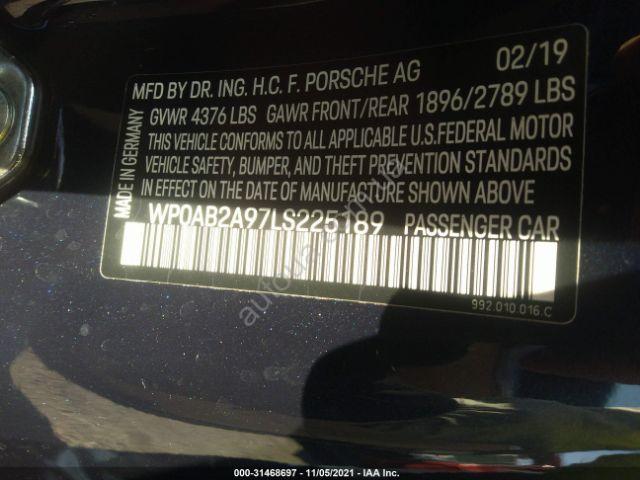 MFD BY DR. ING. H.C. F. PORSCHE AG 02/19
GVWR 4376 LBS GAWR FRONT/REAR 1896/2789 LBS
THIS VEHICLE CONFORMS TO ALL APPLICABLE U.S.FEDERAL MOTOR
VEHICLE SAFETY, BUMPER, AND THEFT PREVENTION STANDARDS
IN EFFECT ON THE DATE OF MANUFACTURE SHOWN ABOVE
WP0AB2A97LS225189 PASSENGER CAR
992.010.016.C
MADE IN GERMANY
000-31468697 - 11/05/2021 - IAA Inc.